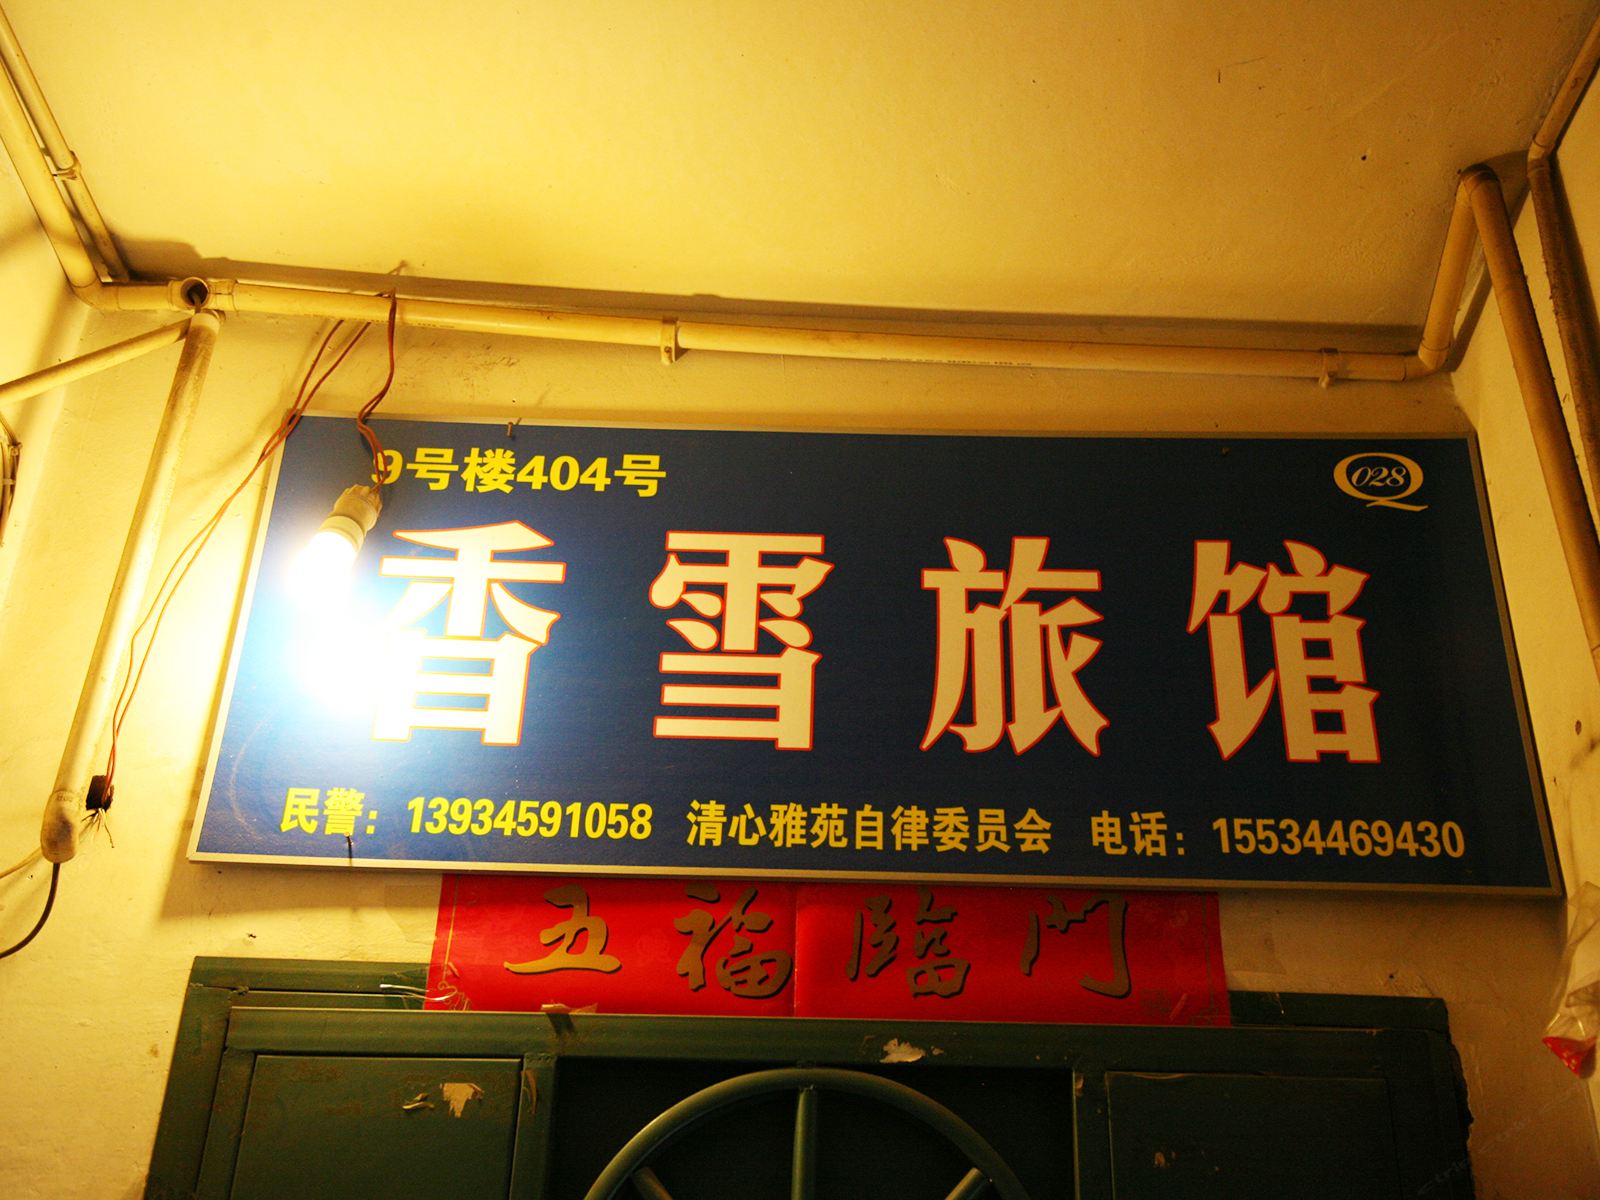 9号楼404号
Q 028
香雪旅馆
民警：13934591058 清心雅苑自律委员会 电话：15534469430
五福臨门